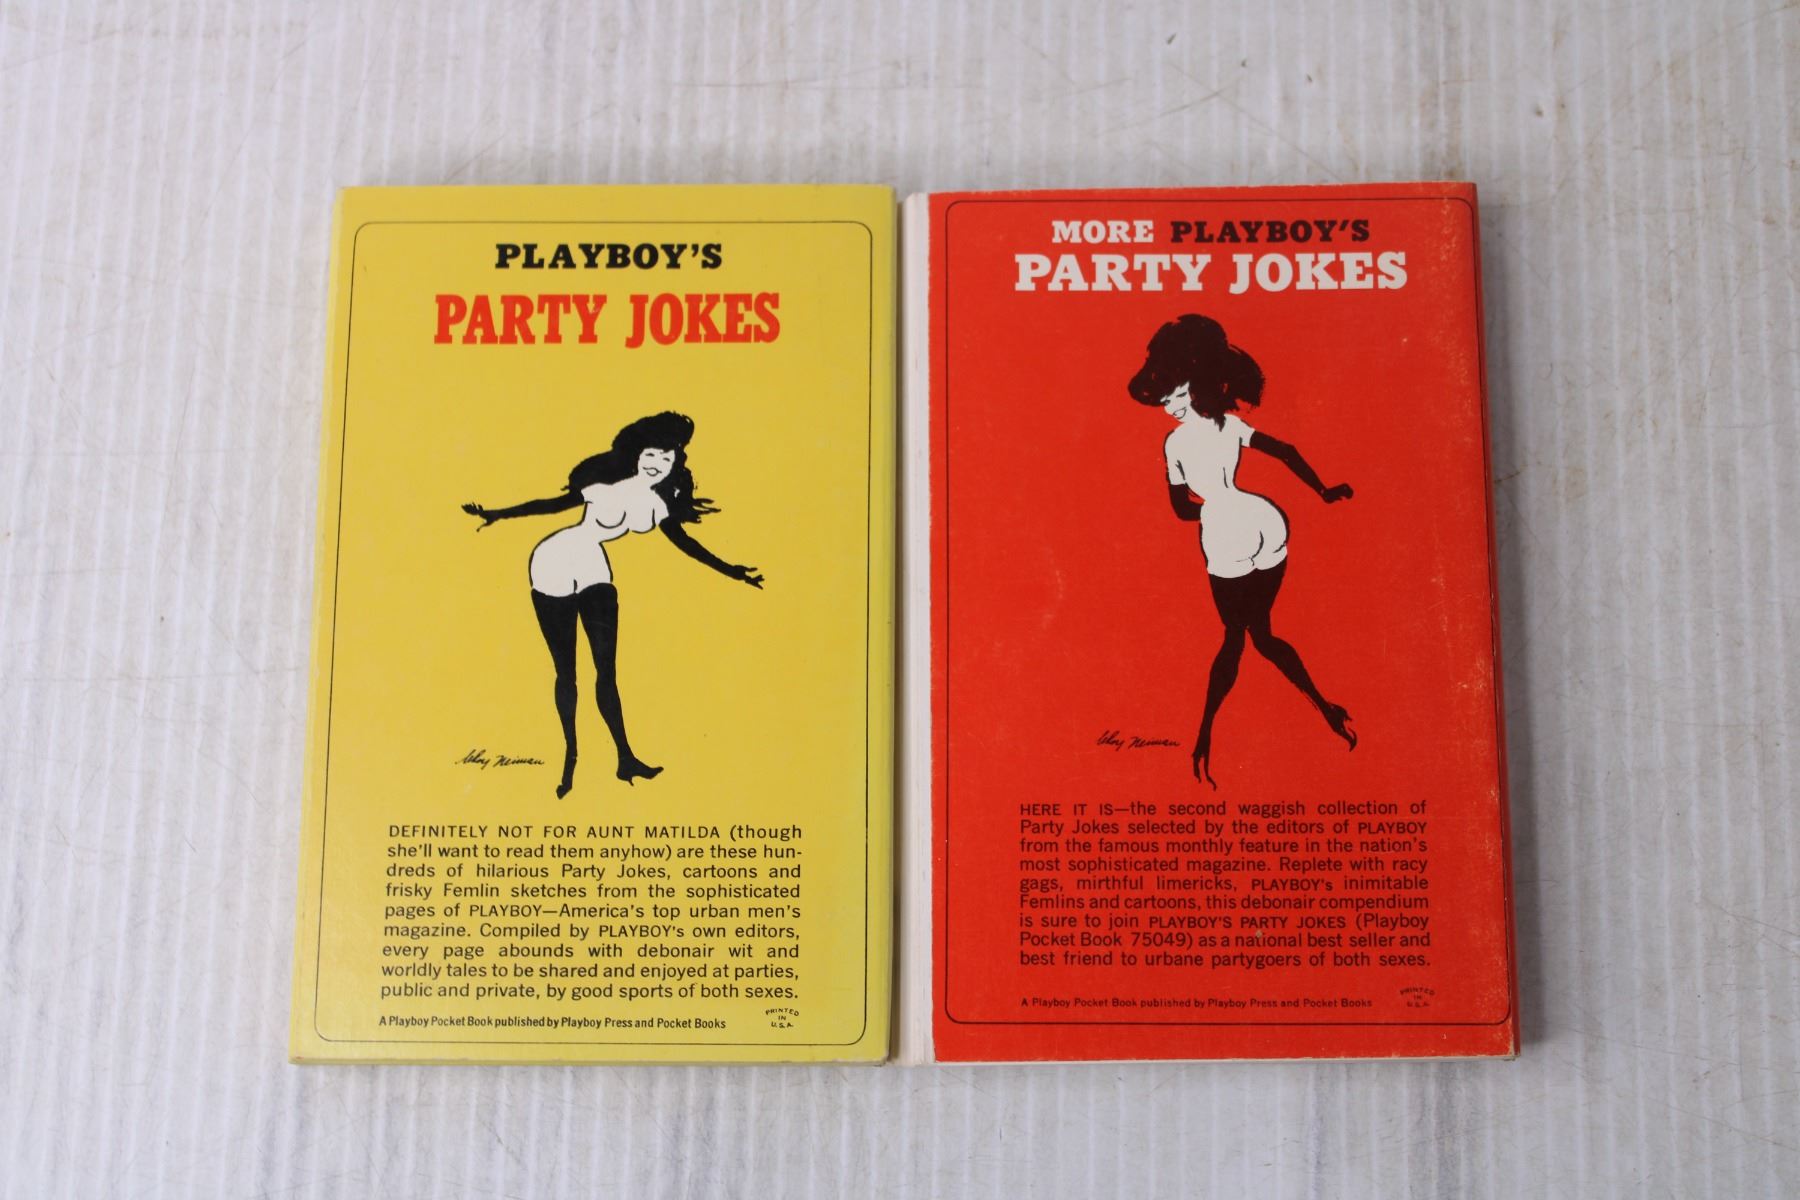 PLAYBOY'S
PARTY JOKES
LeRoy Neiman
DEFINITELY NOT FOR AUNT MATILDA (though
she'll want to read them anyhow) are these hun-
dreds of hilarious Party Jokes, cartoons and
frisky Femlin sketches from the sophisticated
pages of PLAYBOY—America's top urban men's
magazine. Compiled by PLAYBOY's own editors,
every page abounds with debonair wit and
worldly tales to be shared and enjoyed at parties,
public and private, by good sports of both sexes.
A Playboy Pocket Book published by Playboy Press and Pocket Books
PRINTED
IN
U.S.A.
MORE PLAYBOY'S
PARTY JOKES
LeRoy Neiman
HERE IT IS—the second waggish collection of
Party Jokes selected by the editors of PLAYBOY
from the famous monthly feature in the nation's
most sophisticated magazine. Replete with racy
gags, mirthful limericks, PLAYBOY's inimitable
Femlins and cartoons, this debonair compendium
is sure to join PLAYBOY'S PARTY JOKES (Playboy
Pocket Book 75049) as a national best seller and
best friend to urbane partygoers of both sexes.
A Playboy Pocket Book published by Playboy Press and Pocket Books
PRINTED
IN
U.S.A.